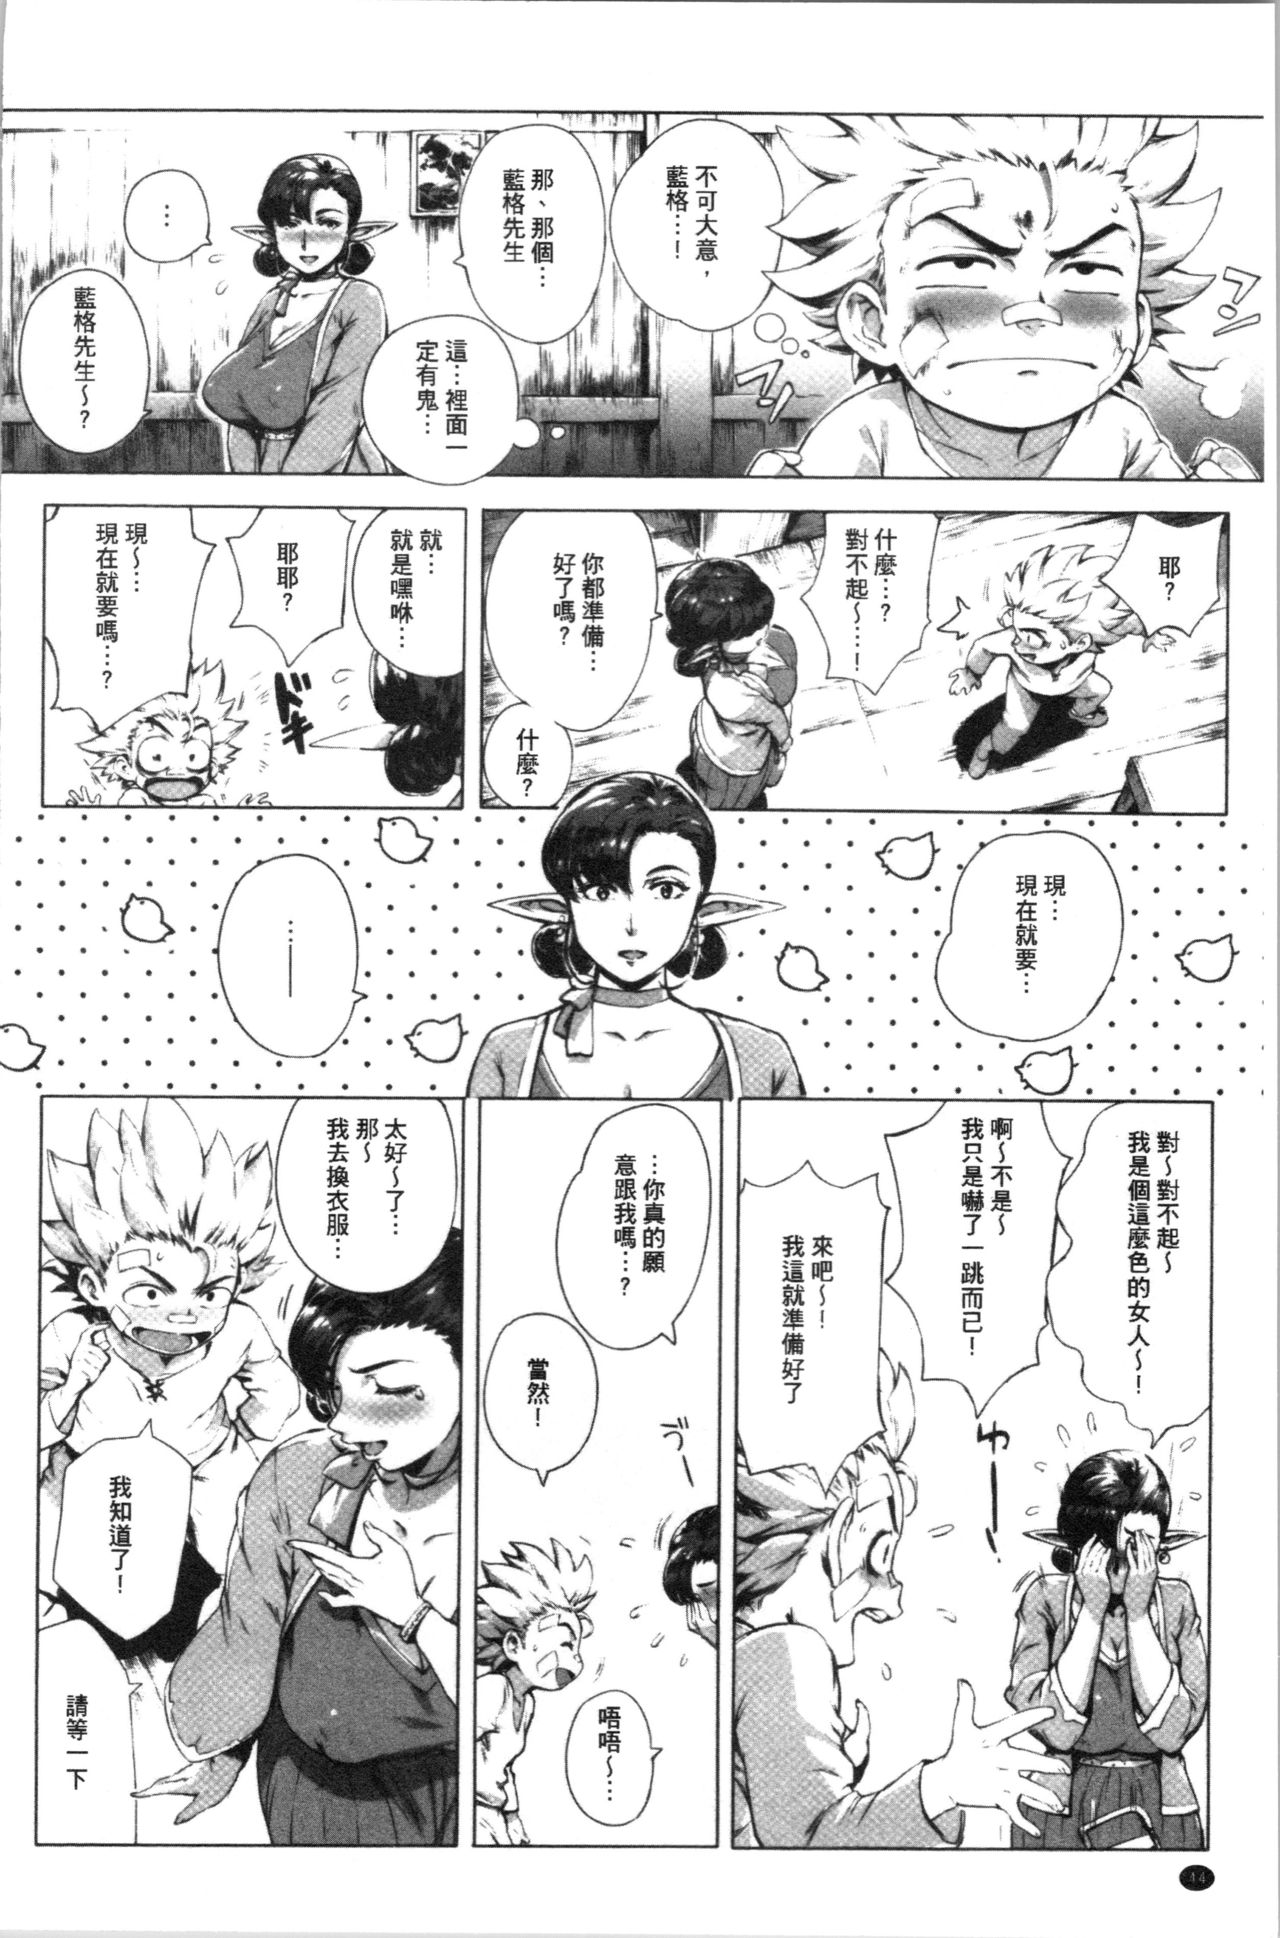 不可大意，
藍格…！
那、那個…
藍格先生
這…裡面一
定有鬼…
…
藍格先生～？
耶？
什麼…？
對不起～…！
你都準備…
好了嗎？
什麼？
就…
就是嘿咻…
耶耶？
ドキ
現～…
現在就要嗎…？
現…
現在就要…
…——
對～對不起～
我是個這麼色的女人～！
啊～不是～
我只是嚇了一跳而已！
來吧～！
我這就準備好了
…你真的願
意跟我嗎…？
當然！
唔唔～…
太好～了…
那～
我去換衣服…
我知道了！
請等一下
44